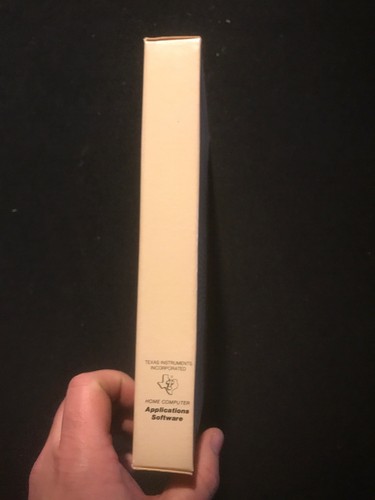 TEXAS INSTRUMENTS
INCORPORATED
HOME COMPUTER
Applications
Software